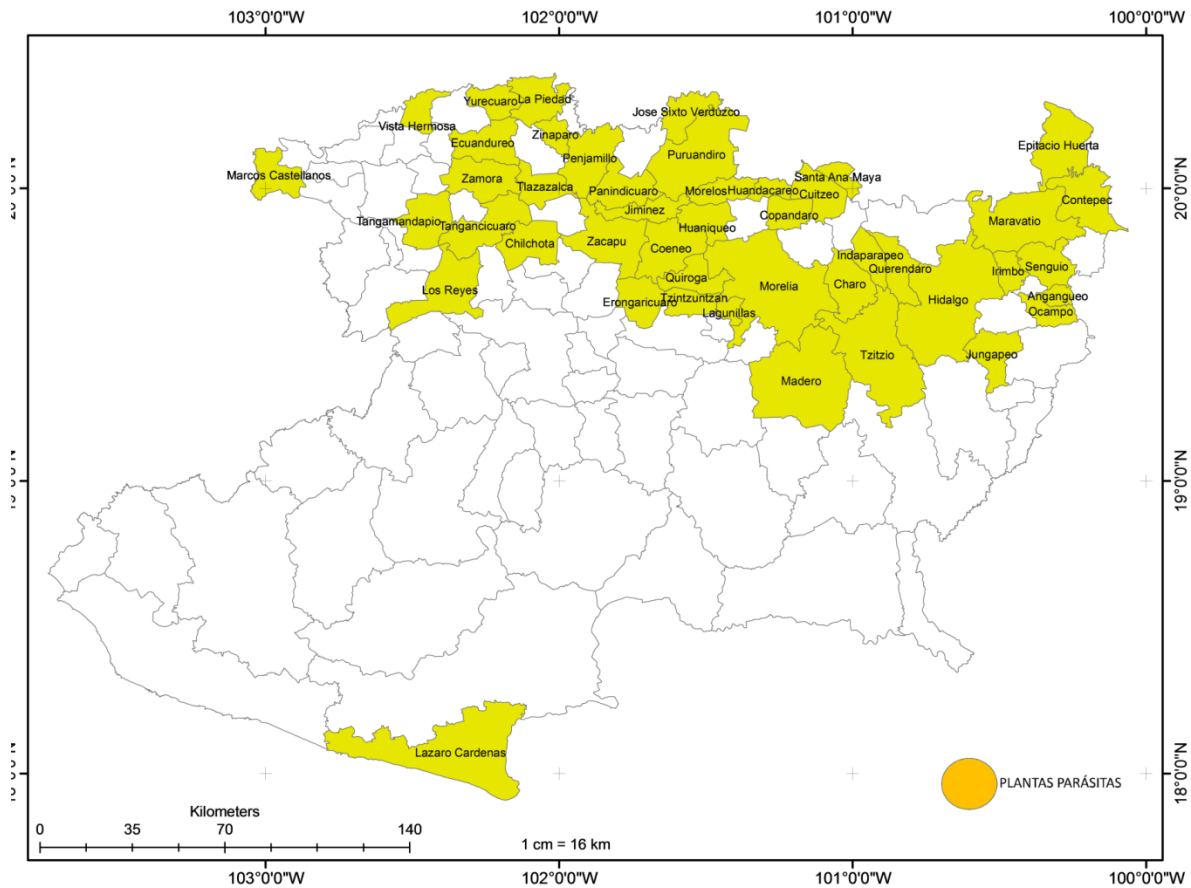 103°0'0"W 102°0'0"W 101°0'0"W 100°0'0"W
Yurecuaro La Piedad
Jose Sixto Verduzco
Vista Hermosa
Zinaparo
Ecuandureo
Epitacio Huerta
Puruandiro
Penjamillo
Marcos Castellanos
Zamora
Santa Ana Maya
Tlazazalca
Panindicuaro
Morelos
Huandacareo
Cuitzeo
20°0'0"N
Contepec
Jiminez
Copandaro
Tangamandapio
Maravatio
Tangancicuaro
Huaniqueo
Chilchota
Zacapu
Coeneo
Indaparapeo
Querendaro
Irimbo
Senguio
Quiroga
Morelia
Charo
Los Reyes
Hidalgo
Angangueo
Erongaricuaro
Tzintzuntzan
Lagunillas
Ocampo
Tzitzio
Jungapeo
Madero
19°0'0"N
Lazaro Cardenas
18°0'0"N
PLANTAS PARÁSITAS
Kilometers
0 35 70 140
1 cm = 16 km
103°0'0"W 102°0'0"W 101°0'0"W 100°0'0"W